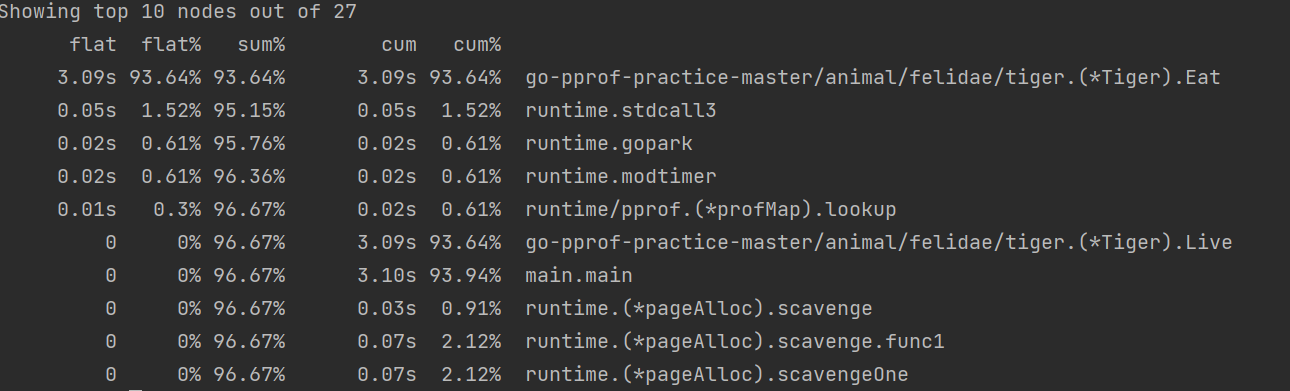 Showing top 10 nodes out of 27
flat flat% sum% cum cum%
3.09s 93.64% 93.64% 3.09s 93.64% go-pprof-practice-master/animal/felidae/tiger.(*Tiger).Eat
0.05s 1.52% 95.15% 0.05s 1.52% runtime.stdcall3
0.02s 0.61% 95.76% 0.02s 0.61% runtime.gopark
0.02s 0.61% 96.36% 0.02s 0.61% runtime.modtimer
0.01s 0.3% 96.67% 0.02s 0.61% runtime/pprof.(*profMap).lookup
0 0% 96.67% 3.09s 93.64% go-pprof-practice-master/animal/felidae/tiger.(*Tiger).Live
0 0% 96.67% 3.10s 93.94% main.main
0 0% 96.67% 0.03s 0.91% runtime.(*pageAlloc).scavenge
0 0% 96.67% 0.07s 2.12% runtime.(*pageAlloc).scavenge.func1
0 0% 96.67% 0.07s 2.12% runtime.(*pageAlloc).scavengeOne